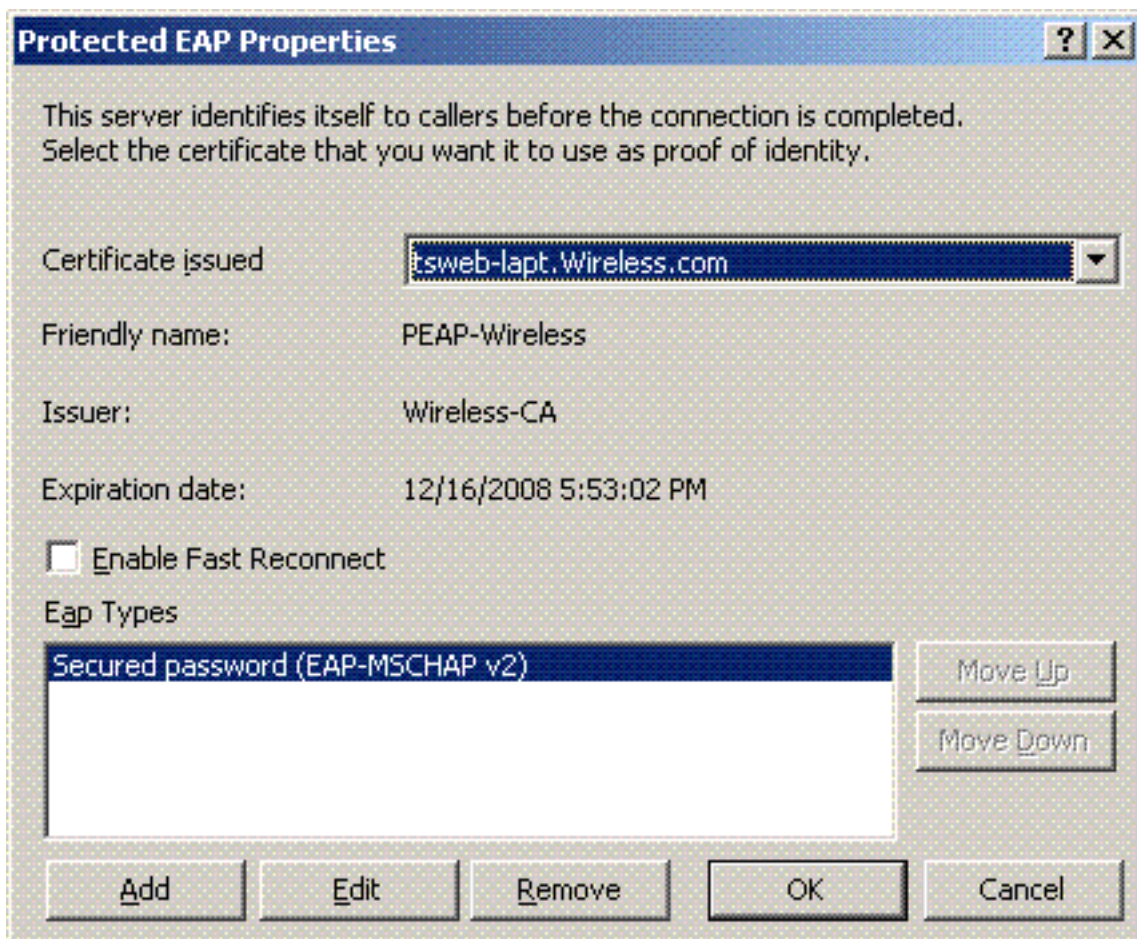 Protected EAP Properties
This server identifies itself to callers before the connection is completed.
Select the certificate that you want it to use as proof of identity.
Certificate issued tsweb-lapt.Wireless.com
Friendly name: PEAP-Wireless
Issuer: Wireless-CA
Expiration date: 12/16/2008 5:53:02 PM
Enable Fast Reconnect
Eap Types
Secured password (EAP-MSCHAP v2)
Move Up
Move Down
Add Edit Remove OK Cancel